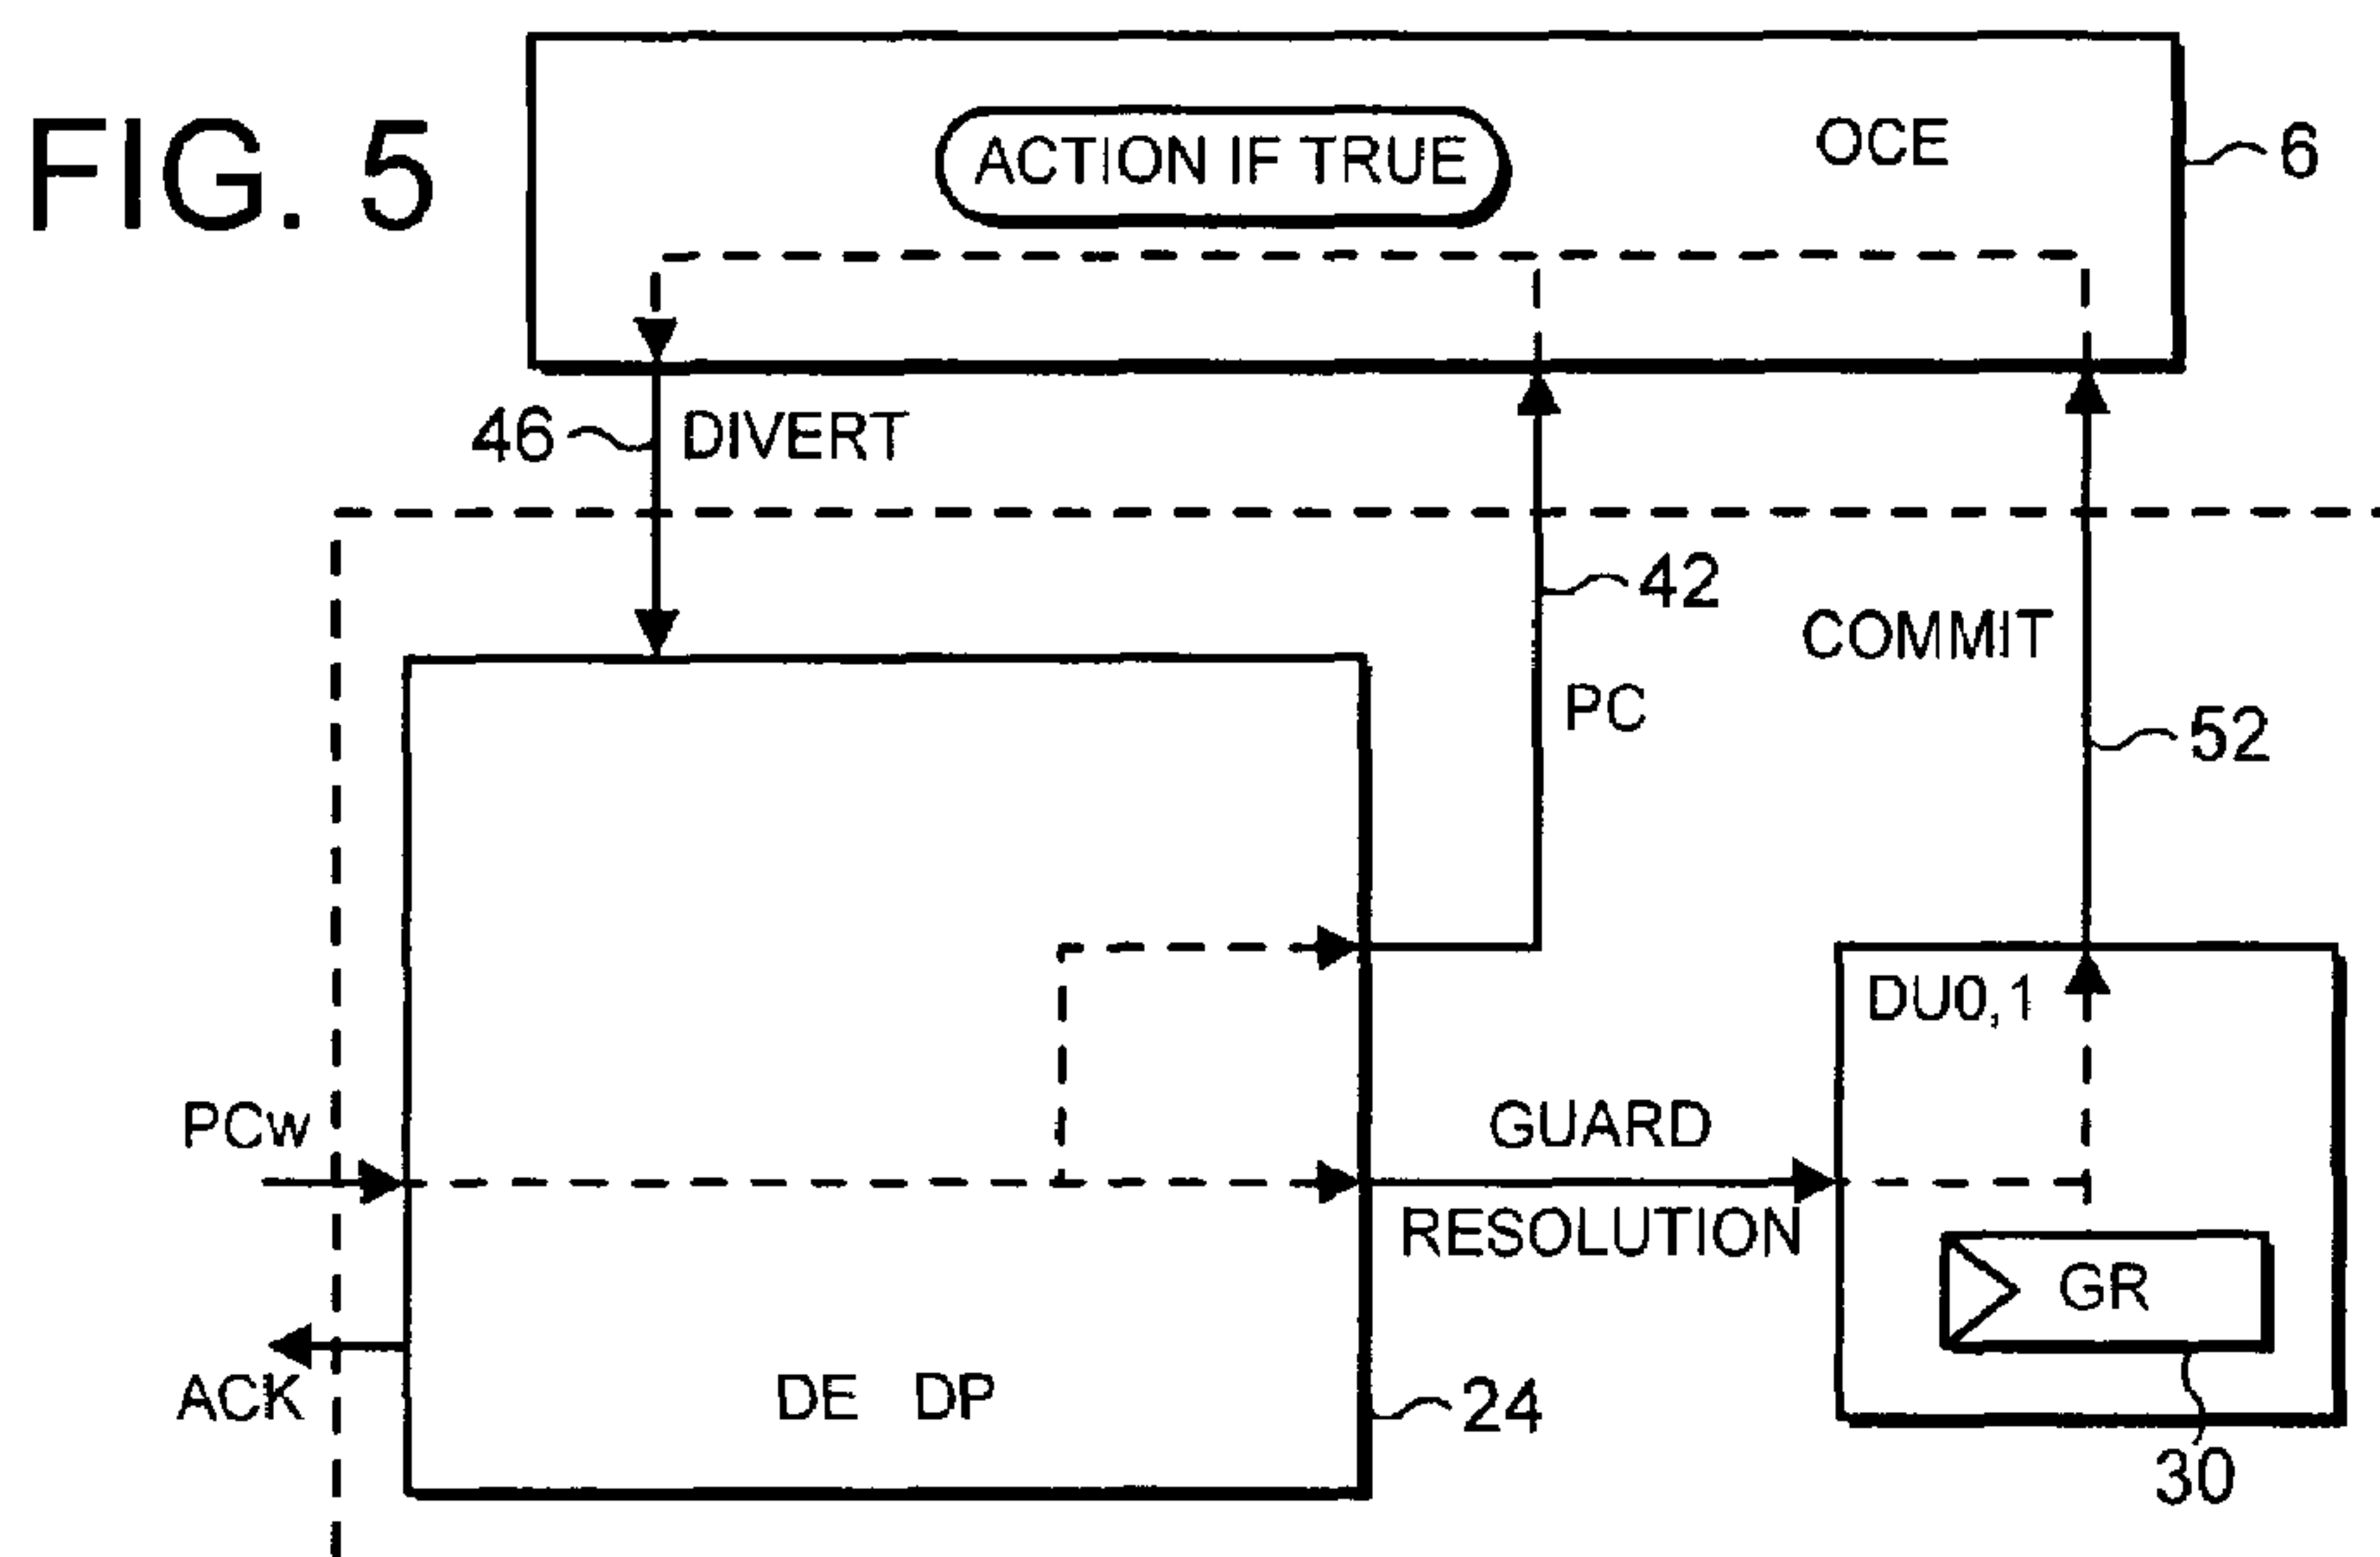 FIG. 5
ACTION IF TRUE
OCE
6
46
DIVERT
42
COMMIT
PC
52
DU0,1
PCw
GUARD
RESOLUTION
GR
ACK
DE DP
24
30